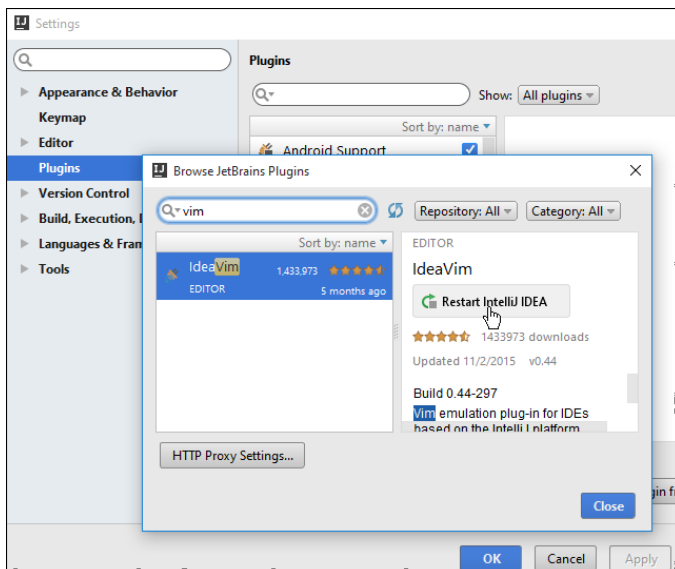 Settings
Plugins
Show: All plugins
Sort by: name
Android Support
Appearance & Behavior
Keymap
Editor
Plugins
Version Control
Build, Execution,
Languages & Fram
Tools
Browse JetBrains Plugins
vim
Repository: All
Category: All
Sort by: name
IdeaVim 1,433,973
EDITOR 5 months ago
EDITOR
IdeaVim
Restart IntelliJ IDEA
1433973 downloads
Updated 11/2/2015 v0.44
Build 0.44-297
Vim emulation plug-in for IDEs
based on the IntelliJ platform
HTTP Proxy Settings...
Close
OK
Cancel
Apply